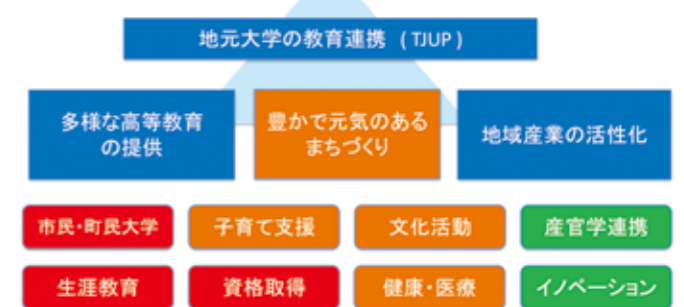 地元大学の教育連携 (TJUP)
多様な高等教育
の提供
豊かで元気のある
まちづくり
地域産業の活性化
市民・町民大学
子育て支援
文化活動
産官学連携
生涯教育
資格取得
健康・医療
イノベーション